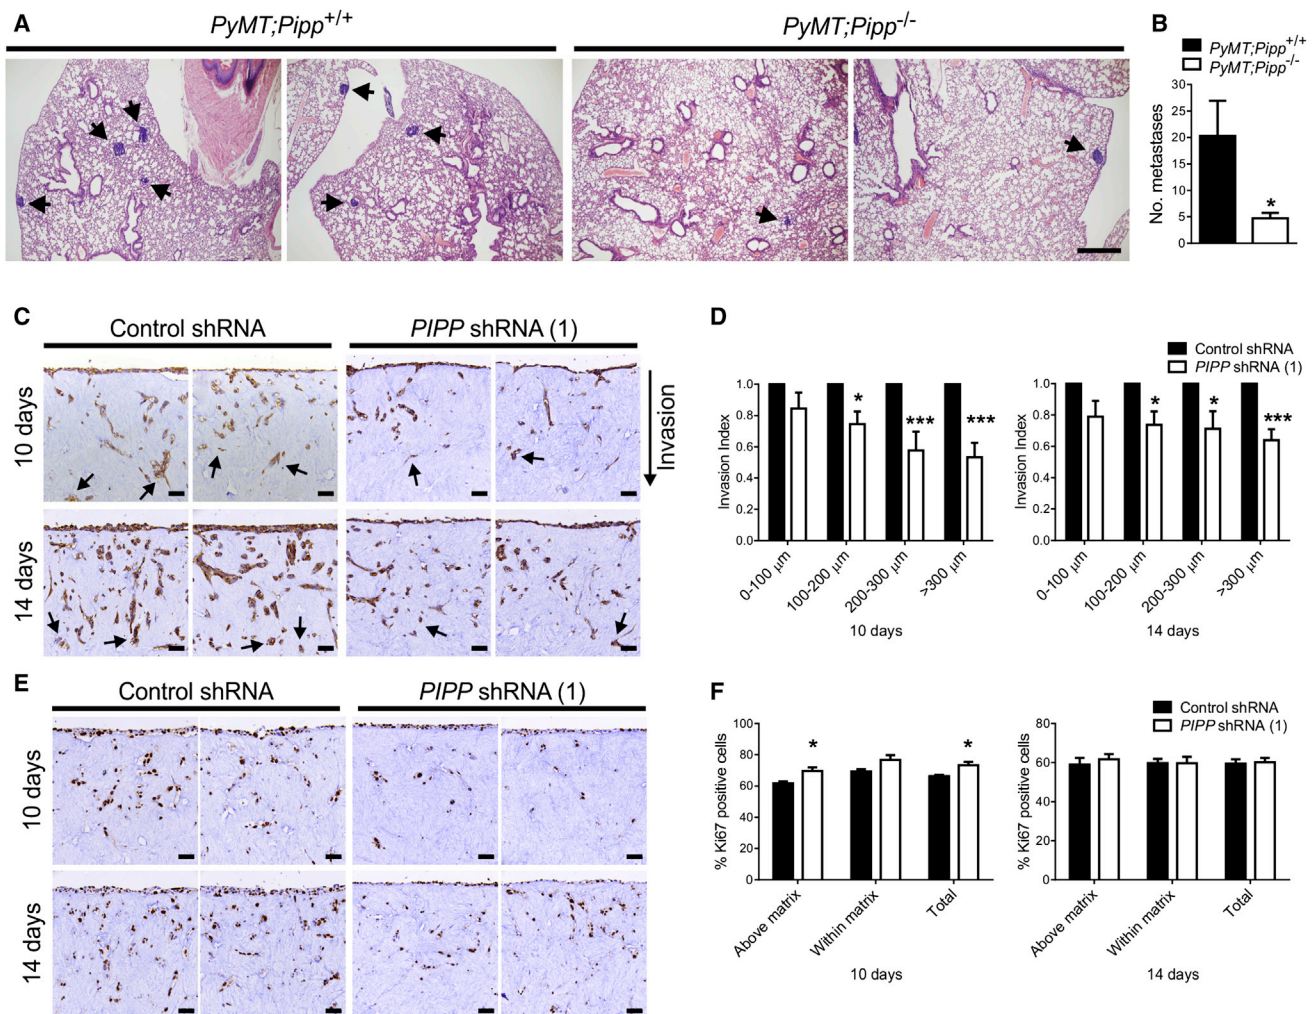 A
PyMT;Pipp+/+
PyMT;Pipp-/-
B
PyMT;Pipp+/+
PyMT;Pipp-/-
No. metastases
30
25
20
15
10
5
0
*
C
Control shRNA
PIPP shRNA (1)
10 days
14 days
Invasion
D
Control shRNA
PIPP shRNA (1)
Invasion Index
1.0
0.8
0.6
0.4
0.2
0.0
*
***
***
0-100 μm
100-200 μm
200-300 μm
>300 μm
10 days
Invasion Index
1.0
0.8
0.6
0.4
0.2
0.0
*
*
***
0-100 μm
100-200 μm
200-300 μm
>300 μm
14 days
E
Control shRNA
PIPP shRNA (1)
10 days
14 days
F
Control shRNA
PIPP shRNA (1)
% Ki67 positive cells
100
80
60
40
20
0
*
*
Above matrix
Within matrix
Total
10 days
% Ki67 positive cells
80
60
40
20
0
Above matrix
Within matrix
Total
14 days